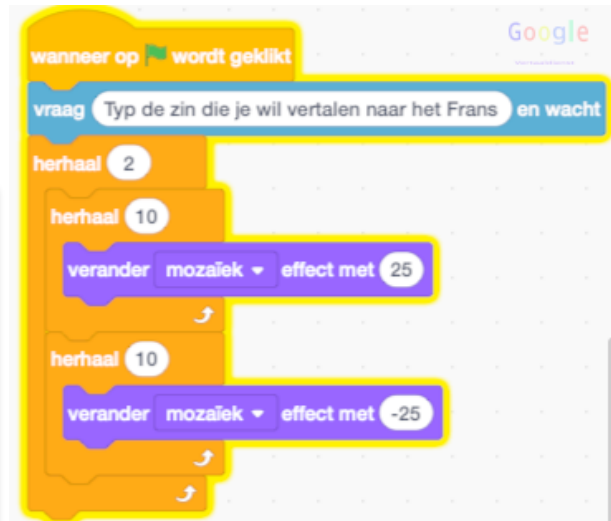 Google
wanneer op wordt geklikt
vraag Typ de zin die je wil vertalen naar het Frans en wacht
herhaal 2
herhaal 10
verander mozaïek effect met 25
herhaal 10
verander mozaïek effect met -25